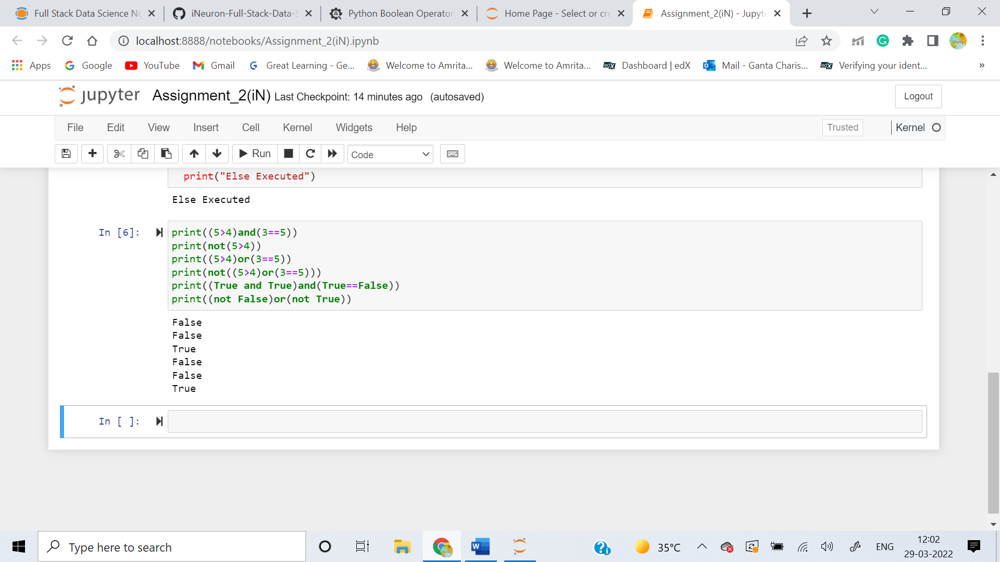 Full Stack Data Science No
iNeuron-Full-Stack-Data-S
Python Boolean Operator
Home Page - Select or cre
Assignment_2(iN) - Jupyte
localhost:8888/notebooks/Assignment_2(iN).ipynb
Apps
Google
YouTube
Gmail
Great Learning - Ge...
Welcome to Amrita...
Welcome to Amrita...
edX Dashboard | edX
Mail - Ganta Charis...
edX Verifying your ident...
»
jupyter Assignment_2(iN) Last Checkpoint: 14 minutes ago (autosaved)
Logout
File Edit View Insert Cell Kernel Widgets Help
Trusted
Kernel
Run
Code
print("Else Executed")
Else Executed
In [6]:
print((5>4)and(3==5))
print(not(5>4))
print((5>4)or(3==5))
print(not((5>4)or(3==5)))
print((True and True)and(True==False))
print((not False)or(not True))
False
False
True
False
False
True
In [ ]:
Type here to search
35°C
ENG
12:02
29-03-2022